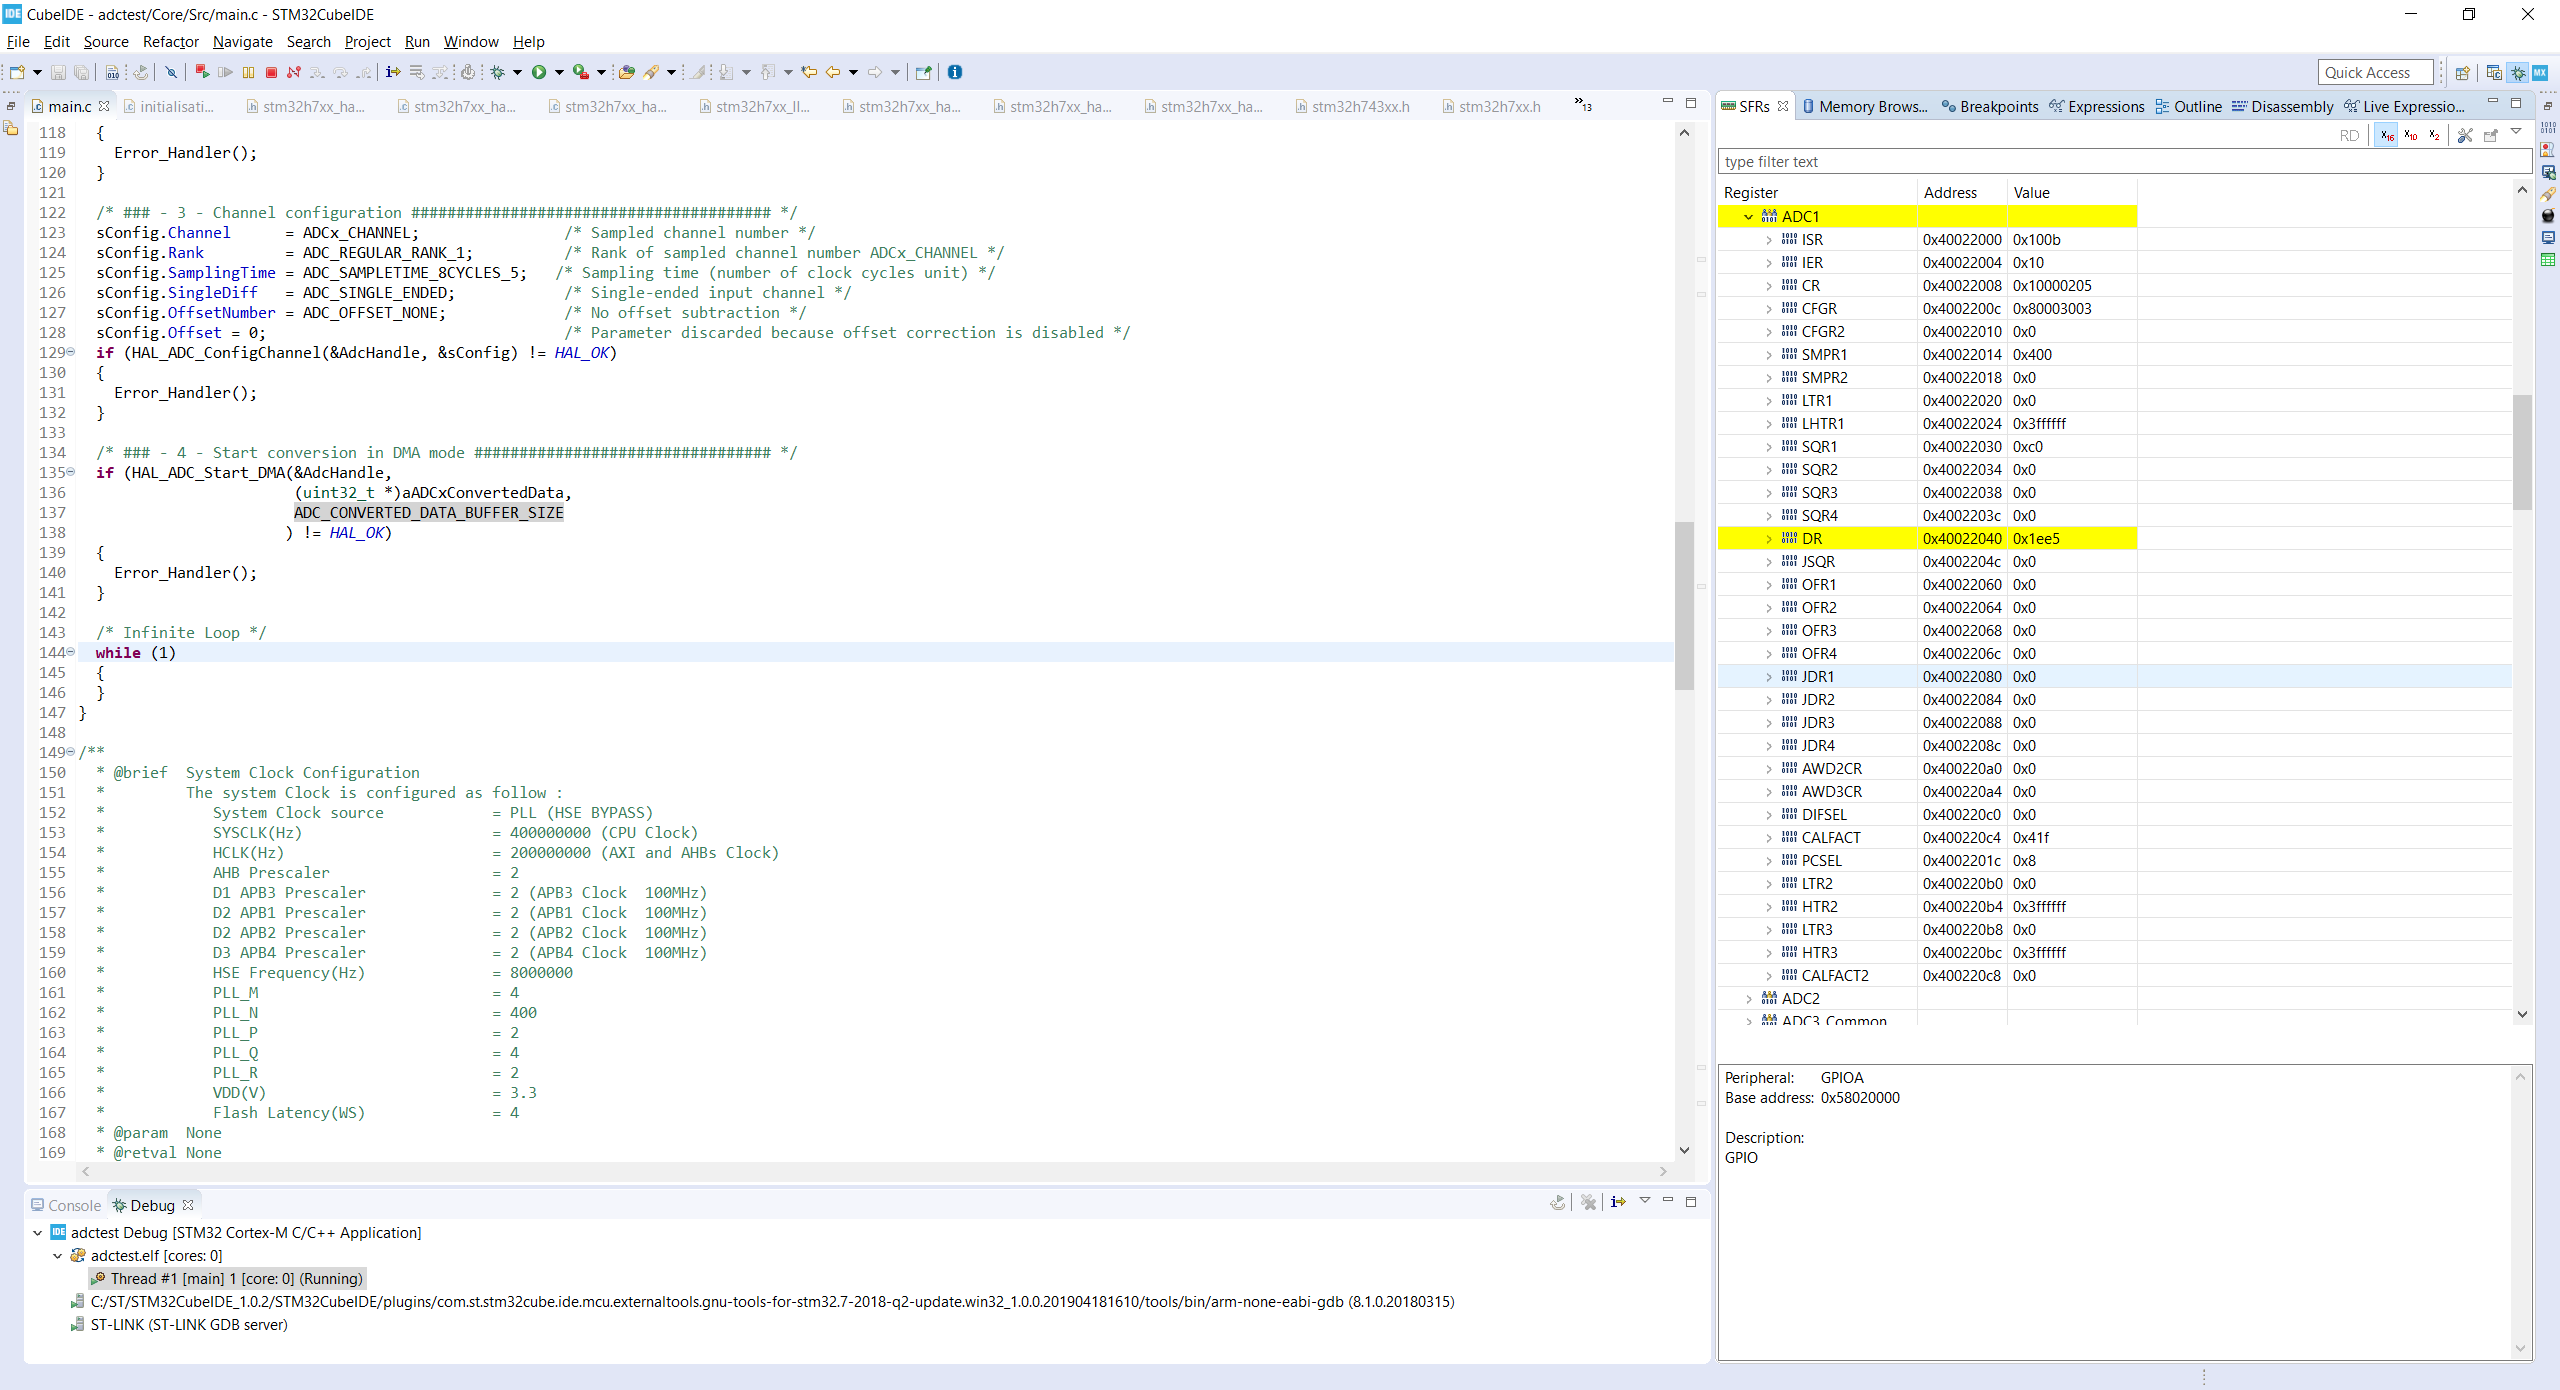 CubeIDE - adctest/Core/Src/main.c - STM32CubeIDE
File Edit Source Refactor Navigate Search Project Run Window Help
Quick Access
main.c initialisati... stm32h7xx_ha... stm32h7xx_ha... stm32h7xx_ha... stm32h7xx_ll... stm32h7xx_ha... stm32h7xx_ha... stm32h7xx_ha... stm32h743xx.h stm32h7xx.h »13
118 {
119 Error_Handler();
120 }
121
122 /* ### - 3 - Channel configuration ######################################## */
123 sConfig.Channel      = ADCx_CHANNEL;                /* Sampled channel number */
124 sConfig.Rank         = ADC_REGULAR_RANK_1;          /* Rank of sampled channel number ADCx_CHANNEL */
125 sConfig.SamplingTime = ADC_SAMPLETIME_8CYCLES_5;   /* Sampling time (number of clock cycles unit) */
126 sConfig.SingleDiff   = ADC_SINGLE_ENDED;            /* Single-ended input channel */
127 sConfig.OffsetNumber = ADC_OFFSET_NONE;             /* No offset subtraction */
128 sConfig.Offset = 0;                                 /* Parameter discarded because offset correction is disabled */
129 if (HAL_ADC_ConfigChannel(&AdcHandle, &sConfig) != HAL_OK)
130 {
131 Error_Handler();
132 }
133
134 /* ### - 4 - Start conversion in DMA mode ################################# */
135 if (HAL_ADC_Start_DMA(&AdcHandle,
136 (uint32_t *)aADCxConvertedData,
137 ADC_CONVERTED_DATA_BUFFER_SIZE
138 ) != HAL_OK)
139 {
140 Error_Handler();
141 }
142
143 /* Infinite Loop */
144 while (1)
145 {
146 }
147 }
148
149 /**
150 * @brief  System Clock Configuration
151 *         The system Clock is configured as follow :
152 *            System Clock source            = PLL (HSE BYPASS)
153 *            SYSCLK(Hz)                     = 400000000 (CPU Clock)
154 *            HCLK(Hz)                       = 200000000 (AXI and AHBs Clock)
155 *            AHB Prescaler                  = 2
156 *            D1 APB3 Prescaler              = 2 (APB3 Clock  100MHz)
157 *            D2 APB1 Prescaler              = 2 (APB1 Clock  100MHz)
158 *            D2 APB2 Prescaler              = 2 (APB2 Clock  100MHz)
159 *            D3 APB4 Prescaler              = 2 (APB4 Clock  100MHz)
160 *            HSE Frequency(Hz)              = 8000000
161 *            PLL_M                          = 4
162 *            PLL_N                          = 400
163 *            PLL_P                          = 2
164 *            PLL_Q                          = 4
165 *            PLL_R                          = 2
166 *            VDD(V)                         = 3.3
167 *            Flash Latency(WS)              = 4
168 * @param  None
169 * @retval None
Console Debug
adctest Debug [STM32 Cortex-M C/C++ Application]
adctest.elf [cores: 0]
Thread #1 [main] 1 [core: 0] (Running)
C:/ST/STM32CubeIDE_1.0.2/STM32CubeIDE/plugins/com.st.stm32cube.ide.mcu.externaltools.gnu-tools-for-stm32.7-2018-q2-update.win32_1.0.0.201904181610/tools/bin/arm-none-eabi-gdb (8.1.0.20180315)
ST-LINK (ST-LINK GDB server)
SFRs Memory Brows... Breakpoints Expressions Outline Disassembly Live Expressio...
RD X16 X10 X2
type filter text
Register Address Value
ADC1
ISR 0x40022000 0x100b
IER 0x40022004 0x10
CR 0x40022008 0x10000205
CFGR 0x4002200c 0x80003003
CFGR2 0x40022010 0x0
SMPR1 0x40022014 0x400
SMPR2 0x40022018 0x0
LTR1 0x40022020 0x0
LHTR1 0x40022024 0x3ffffff
SQR1 0x40022030 0xc0
SQR2 0x40022034 0x0
SQR3 0x40022038 0x0
SQR4 0x4002203c 0x0
DR 0x40022040 0x1ee5
JSQR 0x4002204c 0x0
OFR1 0x40022060 0x0
OFR2 0x40022064 0x0
OFR3 0x40022068 0x0
OFR4 0x4002206c 0x0
JDR1 0x40022080 0x0
JDR2 0x40022084 0x0
JDR3 0x40022088 0x0
JDR4 0x4002208c 0x0
AWD2CR 0x400220a0 0x0
AWD3CR 0x400220a4 0x0
DIFSEL 0x400220c0 0x0
CALFACT 0x400220c4 0x41f
PCSEL 0x4002201c 0x8
LTR2 0x400220b0 0x0
HTR2 0x400220b4 0x3ffffff
LTR3 0x400220b8 0x0
HTR3 0x400220bc 0x3ffffff
CALFACT2 0x400220c8 0x0
ADC2
ADC3_Common
Peripheral: GPIOA
Base address: 0x58020000
Description:
GPIO